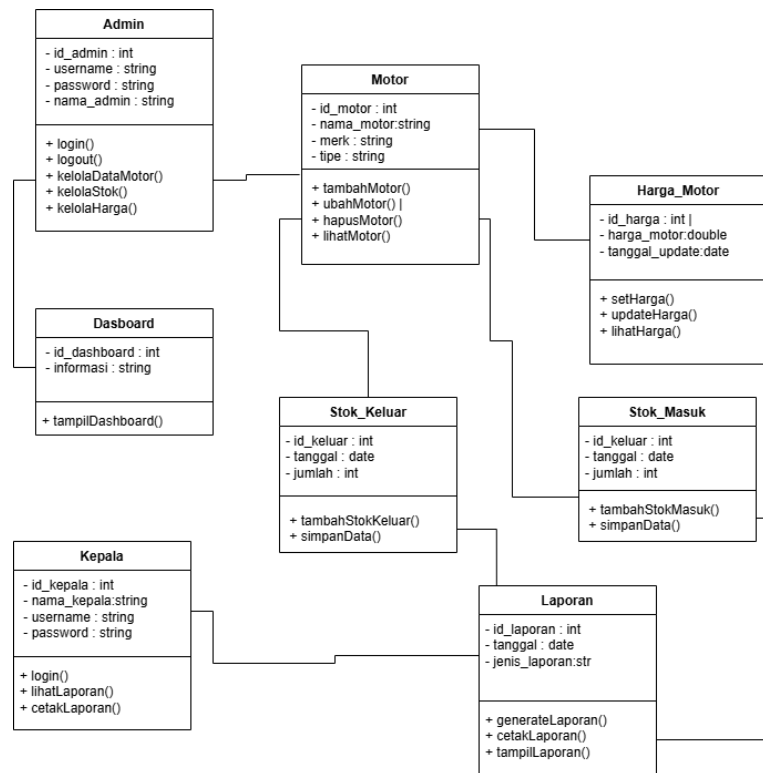 Admin
- id_admin : int
- username : string
- password : string
- nama_admin : string
+ login()
+ logout()
+ kelolaDataMotor()
+ kelolaStok()
+ kelolaHarga()
Motor
- id_motor : int
- nama_motor:string
- merk : string
- tipe : string
+ tambahMotor()
+ ubahMotor() |
+ hapusMotor()
+ lihatMotor()
Harga_Motor
- id_harga : int |
- harga_motor:double
- tanggal_update:date
+ setHarga()
+ updateHarga()
+ lihatHarga()
Dasboard
- id_dashboard : int
- informasi : string
+ tampilDashboard()
Stok_Keluar
- id_keluar : int
- tanggal : date
- jumlah : int
+ tambahStokKeluar()
+ simpanData()
Stok_Masuk
- id_keluar : int
- tanggal : date
- jumlah : int
+ tambahStokMasuk()
+ simpanData()
Kepala
- id_kepala : int
- nama_kepala:string
- username : string
- password : string
+ login()
+ lihatLaporan()
+ cetakLaporan()
Laporan
- id_laporan : int
- tanggal : date
- jenis_laporan:str
+ generateLaporan()
+ cetakLaporan()
+ tampilLaporan()